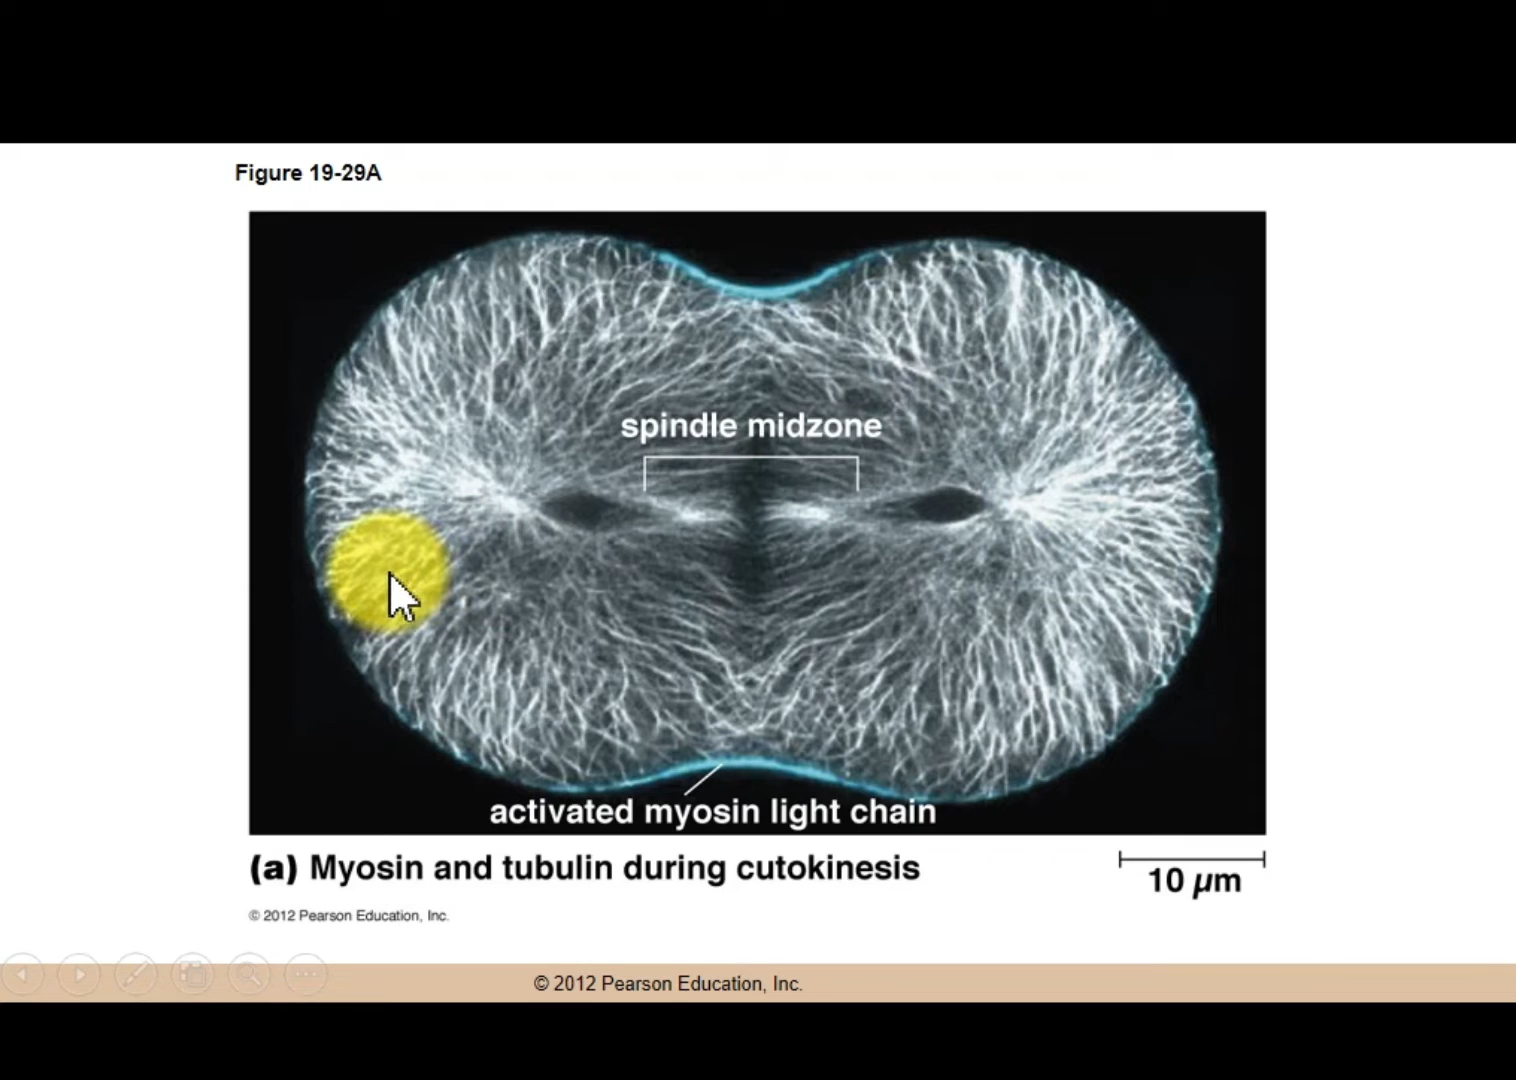 Figure 19-29A
spindle midzone
activated myosin light chain
(a) Myosin and tubulin during cutokinesis
10 µm
© 2012 Pearson Education, Inc.
© 2012 Pearson Education, Inc.